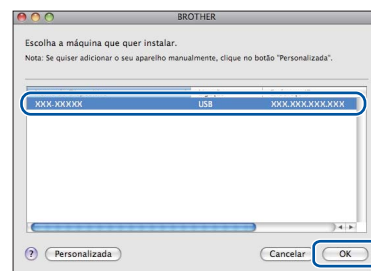 BROTHER
Escolha a máquina que quer instalar.
Nota: Se quiser adicionar o seu aparelho manualmente, clique no botão "Personalizada".
XXX-XXXXX USB XXX.XXX.XXX.XXX
? Personalizada Cancelar OK